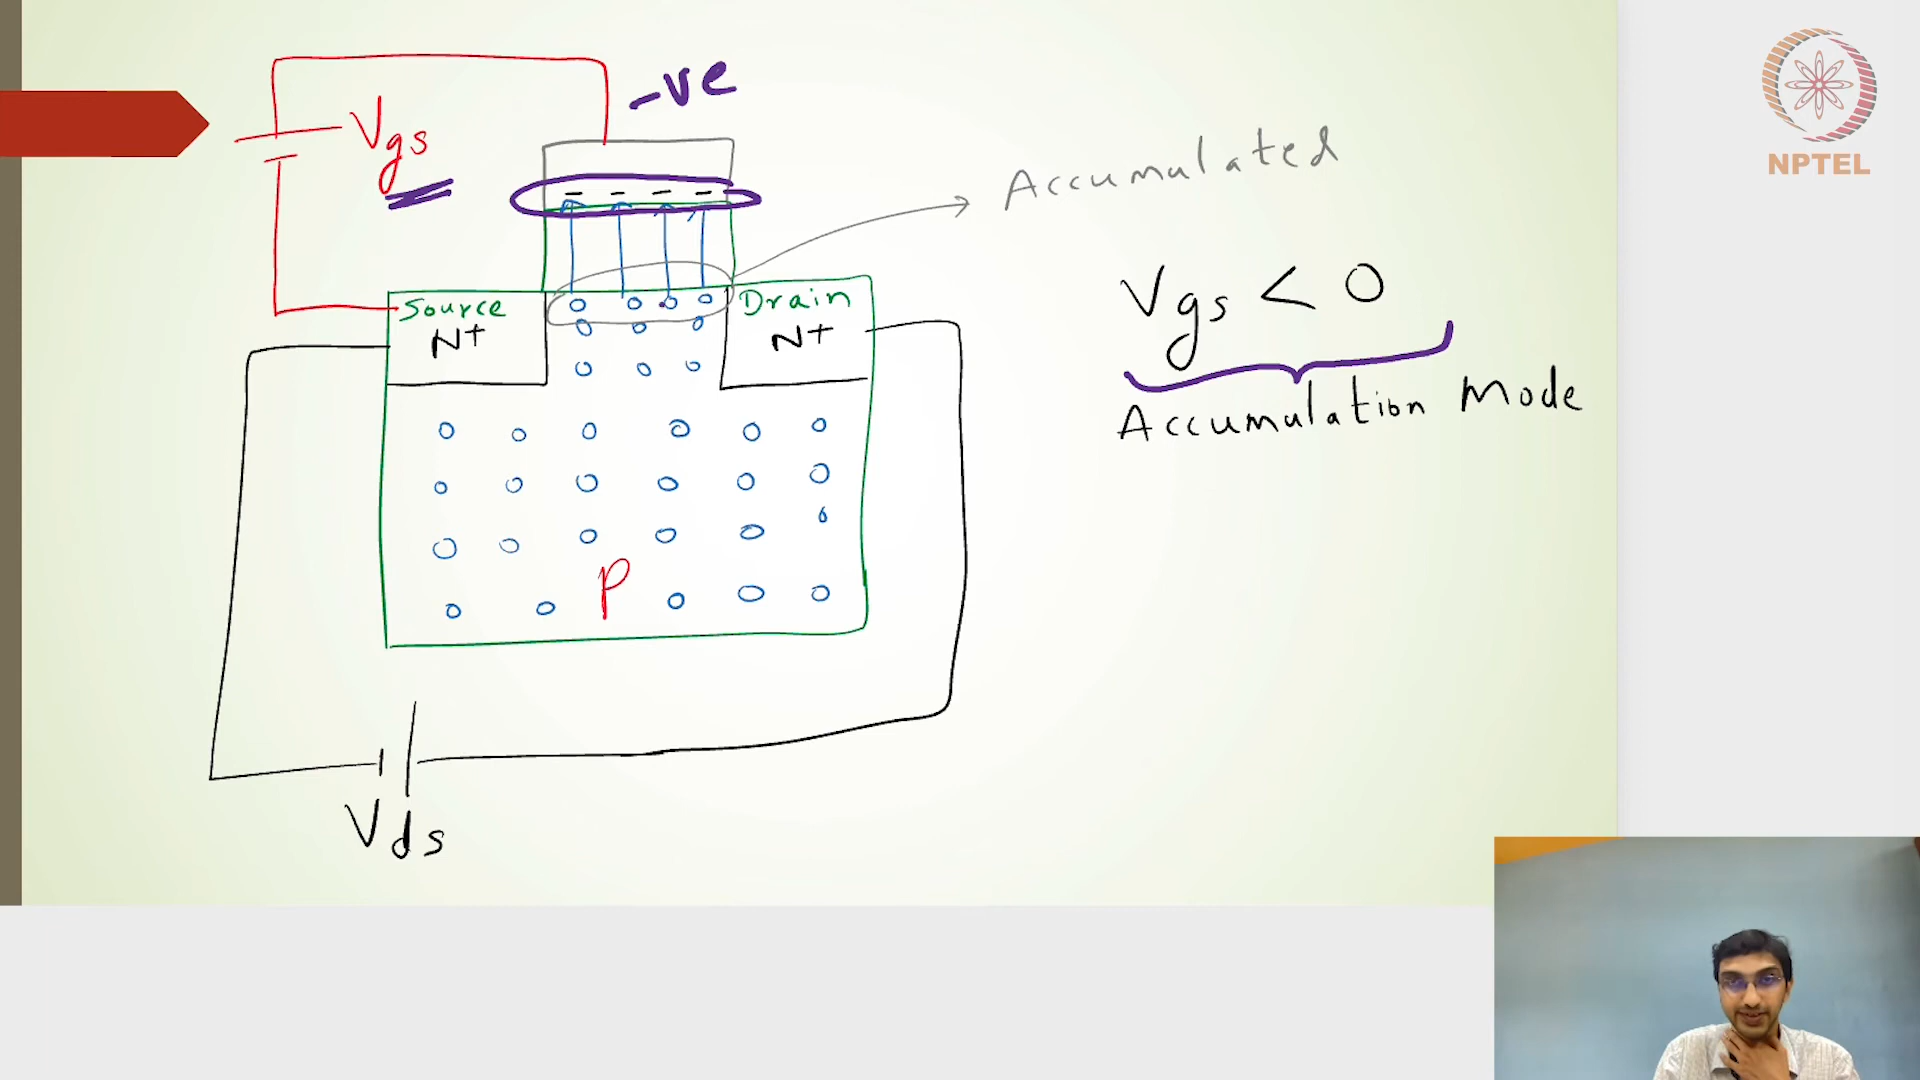 -ve
Vgs
Accumulated
NPTEL
Vgs < 0
Accumulation Mode
Source
N+
Drain
N+
P
Vds